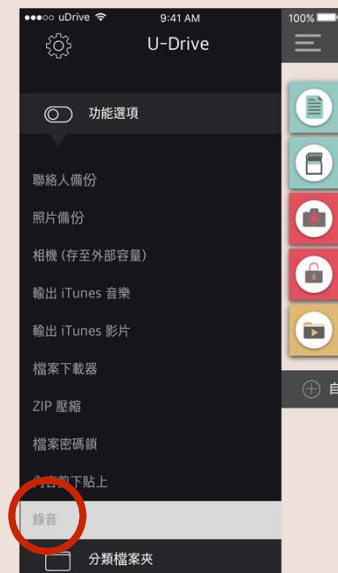 uDrive 9:41 AM 100%
U-Drive
功能選項
聯絡人備份
照片備份
相機 (存至外部容量)
輸出 iTunes 音樂
輸出 iTunes 影片
檔案下載器
ZIP 壓縮
檔案密碼鎖
內容剪下貼上
自
錄音
分類檔案夾